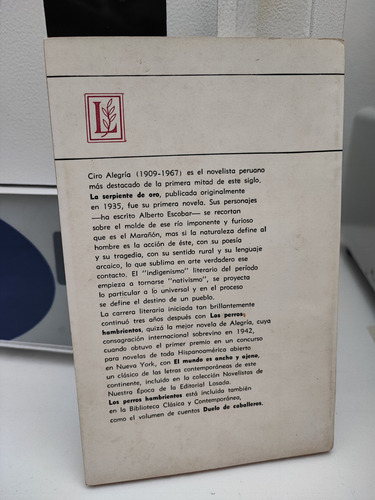 L
Ciro Alegría (1909-1967) es el novelista peruano
más destacado de la primera mitad de este siglo.
La serpiente de oro, publicada originalmente
en 1935, fue su primera novela. Sus personajes
—ha escrito Alberto Escobar— se recortan
sobre el molde de ese río imponente y furioso
que es el Marañón, mas si la naturaleza define al
hombre es la acción de éste, con su poesía
y su tragedia, con su sentido rural y su lenguaje
arcaico, lo que sublima en arte verdadero ese
contacto. El "indigenismo" literario del período
empieza a tornarse "nativismo", se proyecta
lo particular a lo universal y en el proceso
se define el destino de un pueblo.
La carrera literaria iniciada tan brillantemente
continuó tres años después con Los perros
hambrientos, quizá la mejor novela de Alegría, cuya
consagración internacional sobrevino en 1942,
cuando obtuvo el primer premio en un concurso
para novelas de toda Hispanoamérica abierto
en Nueva York, con El mundo es ancho y ajeno,
un clásico de las letras contemporáneas de este
continente, incluido en la colección Novelistas de
Nuestra Época de la Editorial Losada.
Los perros hambrientos está incluida también
en la Biblioteca Clásica y Contemporánea,
como el volumen de cuentos Duelo de caballeros.